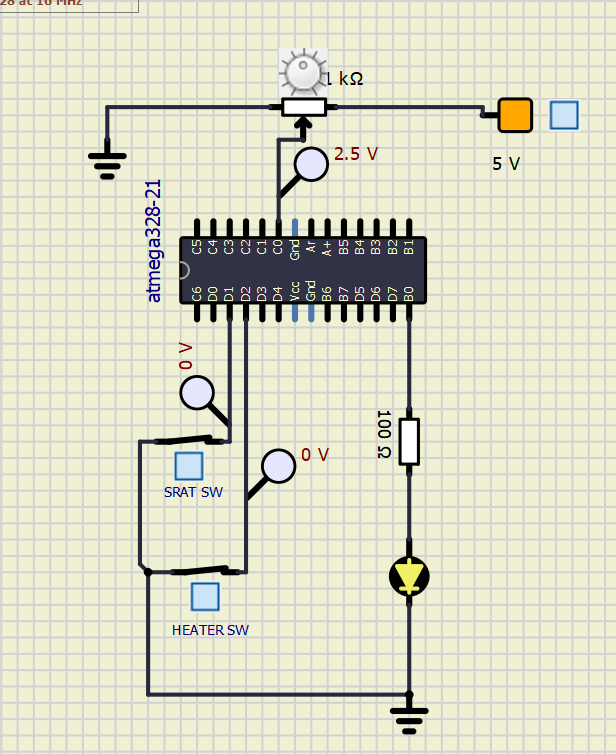 28 at 16 MHz
1 kΩ
5 V
2.5 V
atmega328-21
C5 C4 C3 C2 C1 C0 Gnd Ar A+ B5 B4 B3 B2 B1
C6 D0 D1 D2 D3 D4 Vcc Gnd B6 B7 D5 D6 D7 B0
0 V
100 Ω
0 V
SRAT SW
HEATER SW